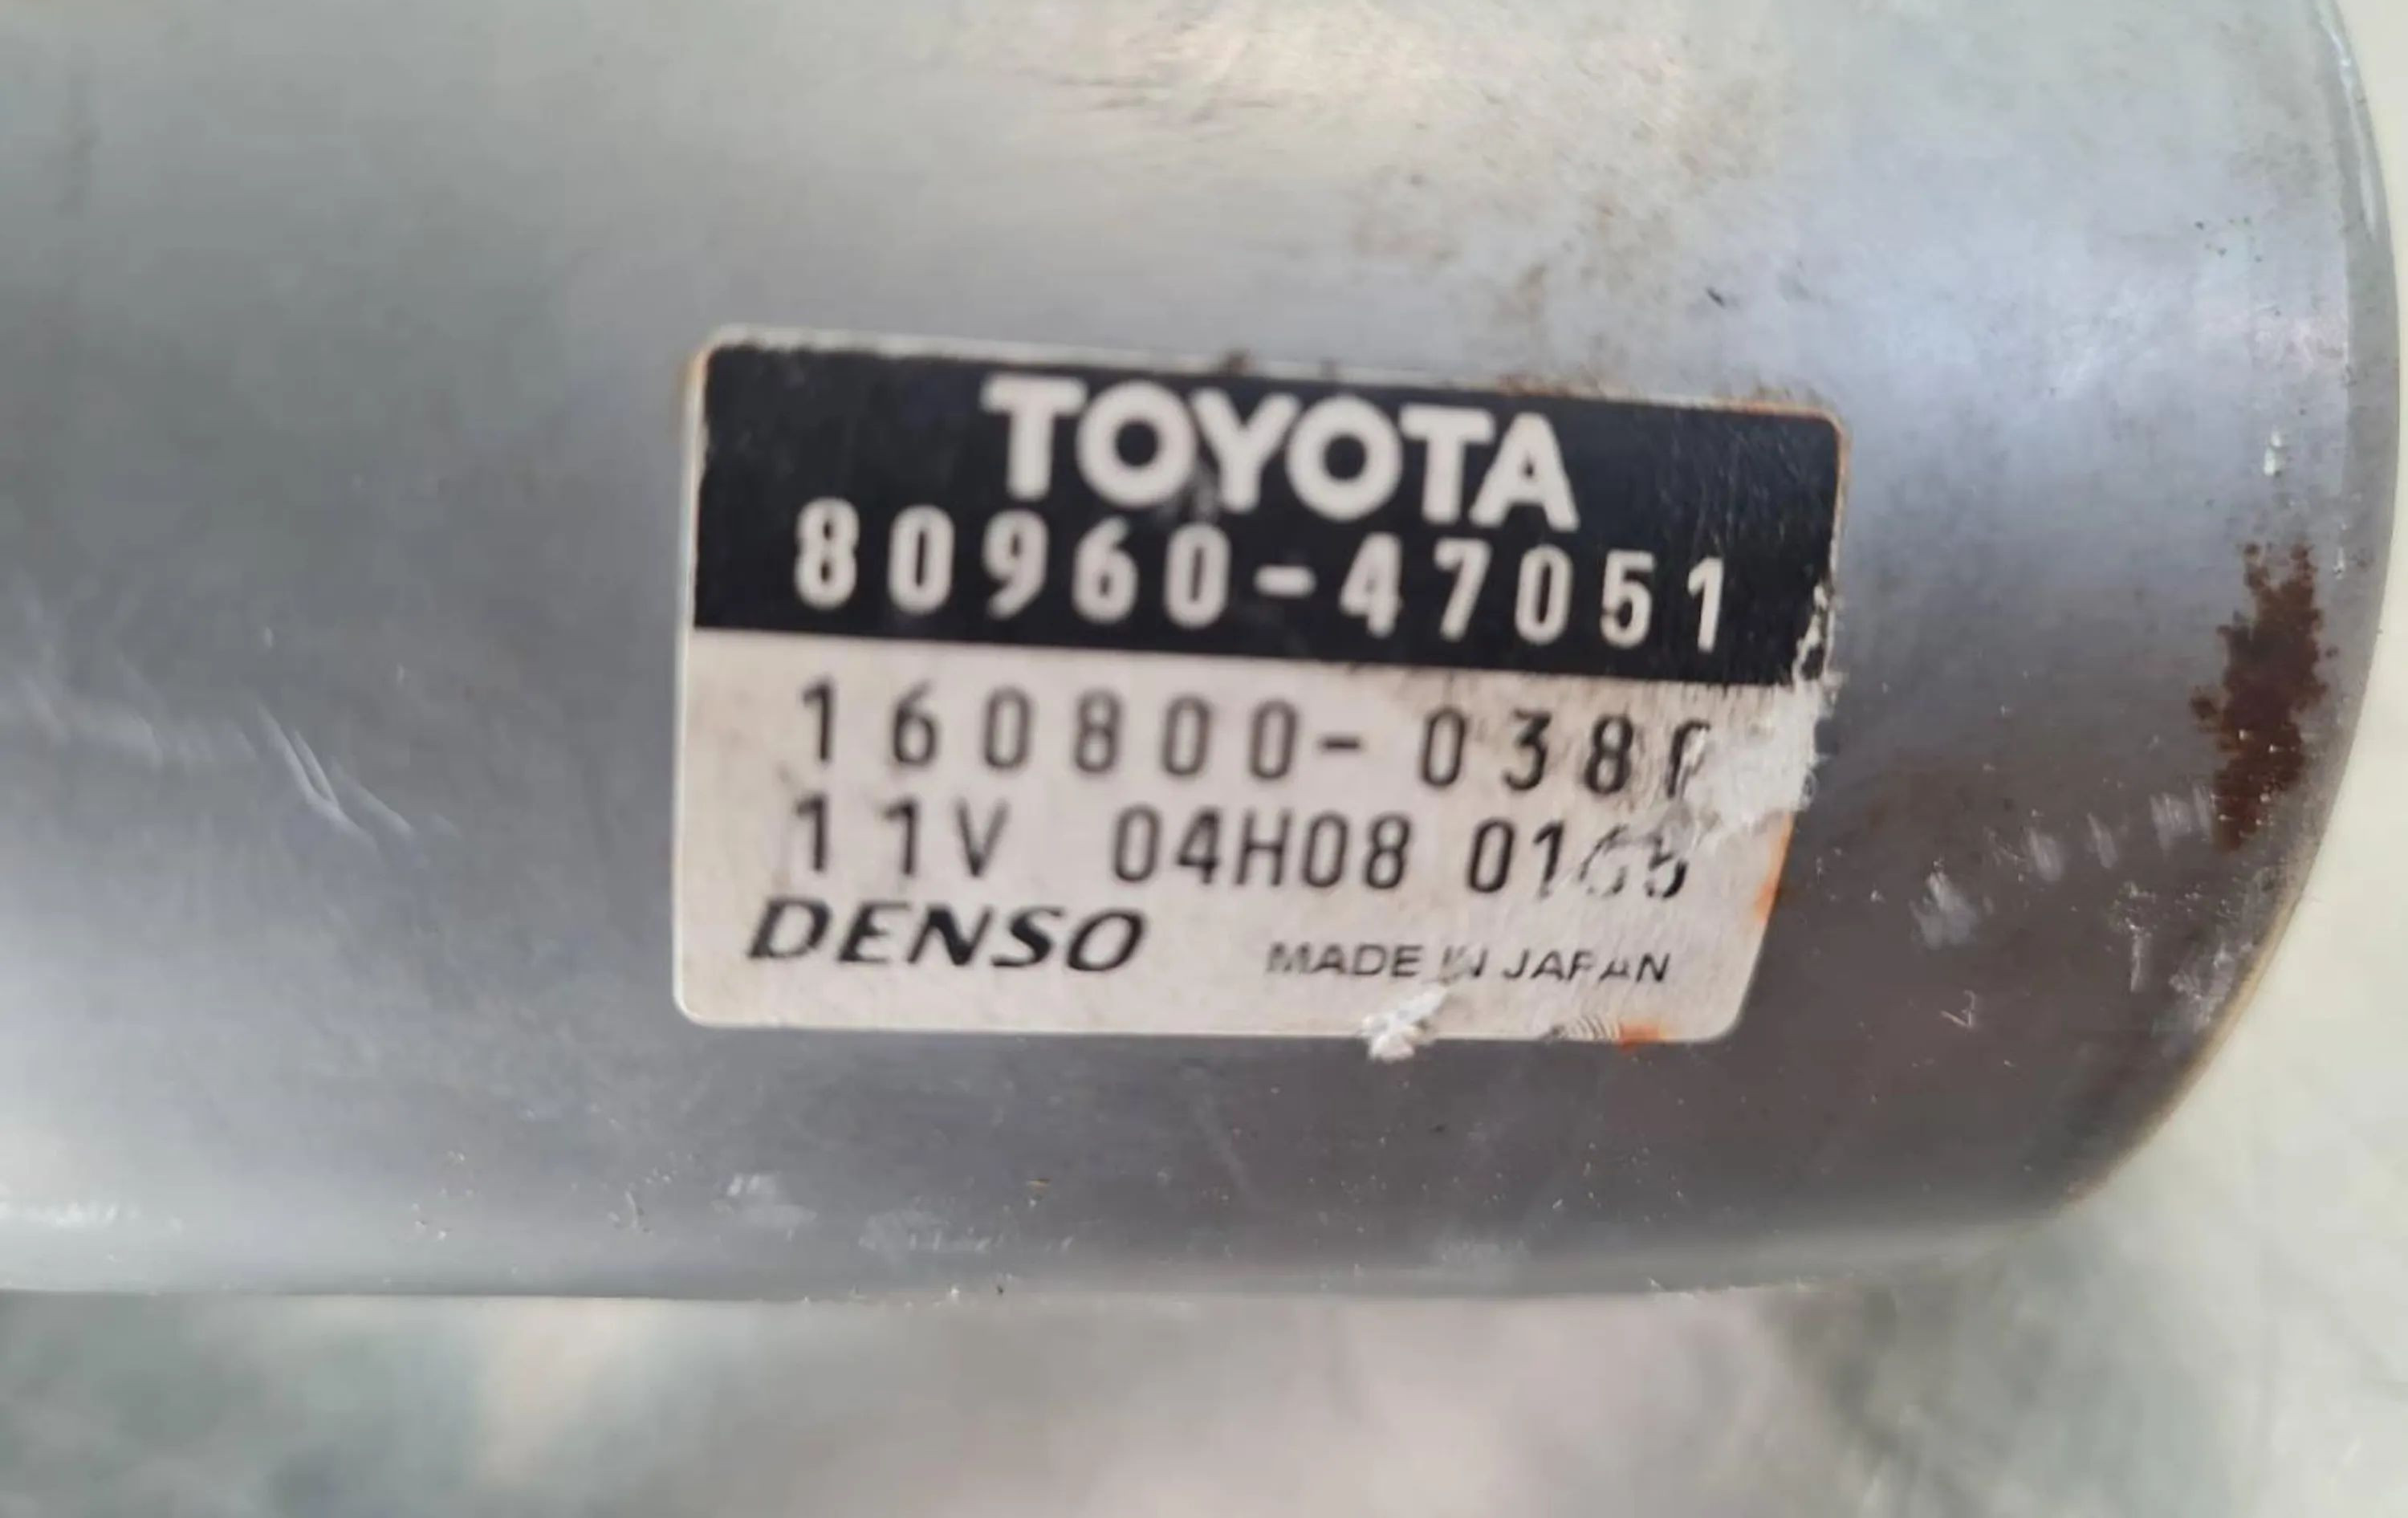 TOYOTA
80960-47051
160800-038
11V 04H08
DENSO
MADE IN JAPAN